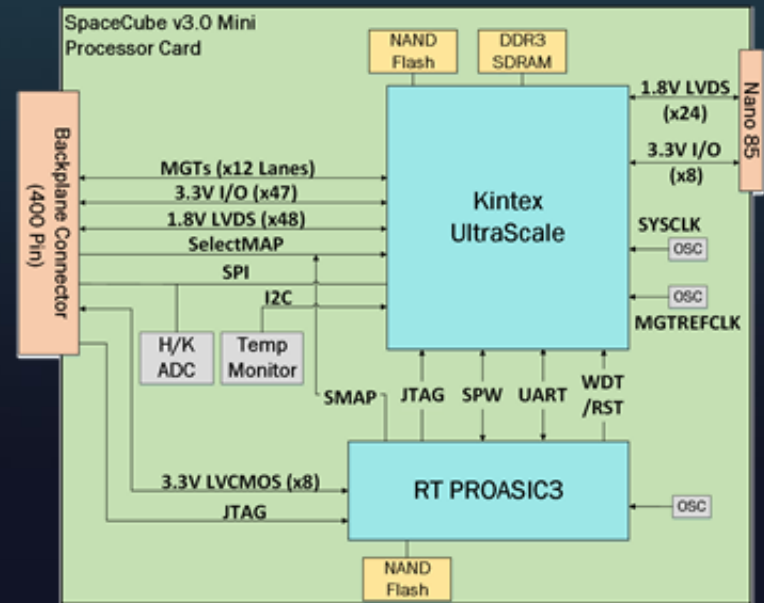 SpaceCube v3.0 Mini
Processor Card
NAND
Flash
DDR3
SDRAM
Backplane Connector
(400 Pin)
Nano 85
MGTs (x12 Lanes)
3.3V I/O (x47)
1.8V LVDS (x48)
SelectMAP
SPI
I2C
H/K
ADC
Temp
Monitor
Kintex
UltraScale
1.8V LVDS
(x24)
3.3V I/O
(x8)
SYSCLK
OSC
OSC
MGTREFCLK
SMAP
JTAG
SPW
UART
WDT
/RST
3.3V LVCMOS (x8)
JTAG
RT PROASIC3
OSC
NAND
Flash